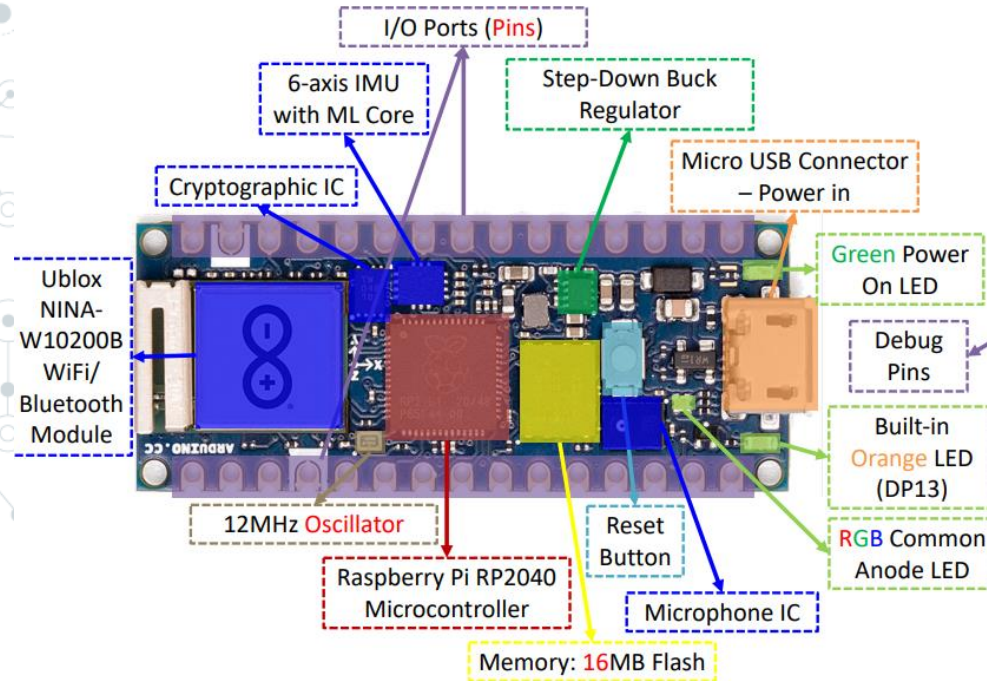 I/O Ports (Pins)
6-axis IMU
with ML Core
Step-Down Buck
Regulator
Cryptographic IC
Micro USB Connector
– Power in
Ublox
NINA-
W10200B
WiFi/
Bluetooth
Module
Green Power
On LED
Debug
Pins
Built-in
Orange LED
(DP13)
RGB Common
Anode LED
ARDUINO.CC
12MHz Oscillator
Reset
Button
Raspberry Pi RP2040
Microcontroller
Microphone IC
Memory: 16MB Flash